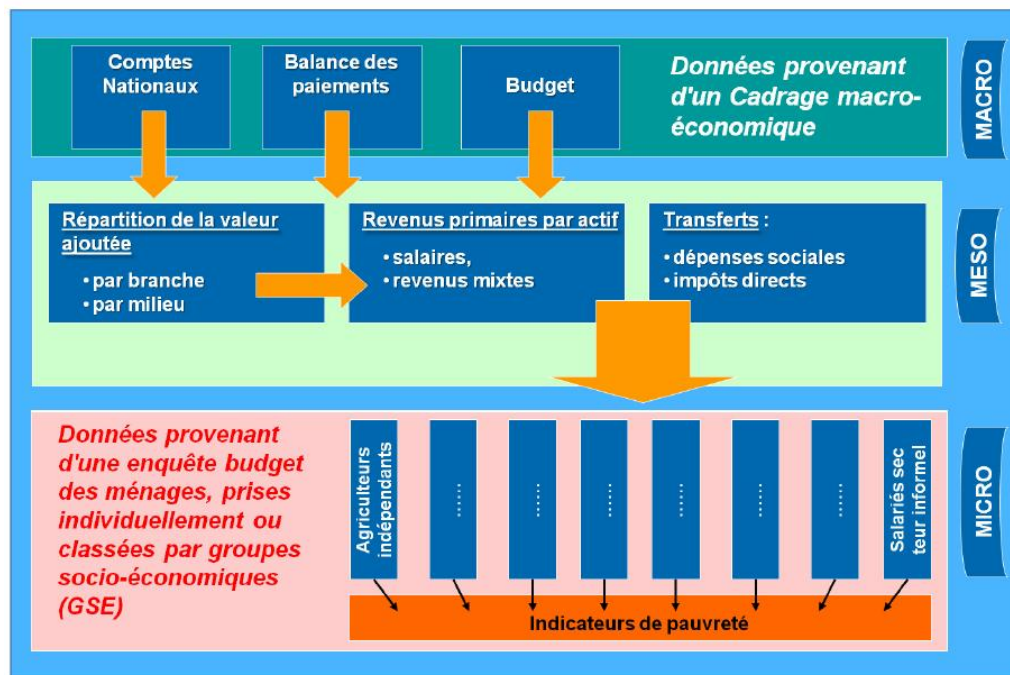 Comptes
Nationaux
Balance des
paiements
Budget
Données provenant
d'un Cadrage macro-
économique
MACRO
Répartition de la valeur
ajoutée
• par branche
• par milieu
Revenus primaires par actif
• salaires,
• revenus mixtes
Transferts :
• dépenses sociales
• impôts directs
MESO
Données provenant
d'une enquête budget
des ménages, prises
individuellement ou
classées par groupes
socio-économiques
(GSE)
Agriculteurs
indépendants
......
......
......
......
......
......
Salariés sec
teur informel
MICRO
Indicateurs de pauvreté